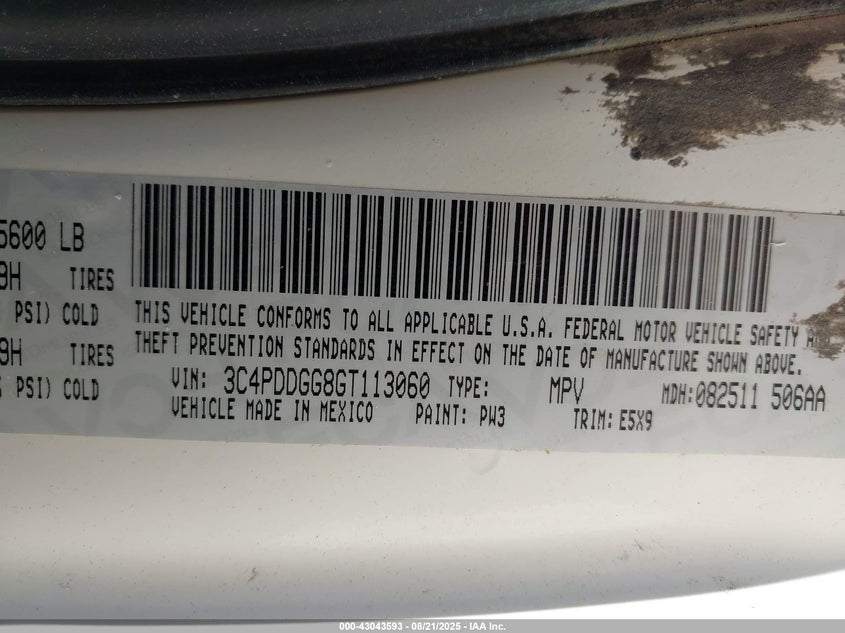 5600 LB
9H TIRES
PSI) COLD
9H TIRES
PSI) COLD
THIS VEHICLE CONFORMS TO ALL APPLICABLE U.S.A. FEDERAL MOTOR VEHICLE SAFETY
THEFT PREVENTION STANDARDS IN EFFECT ON THE DATE OF MANUFACTURE SHOWN ABOVE.
VIN: 3C4PDDGG8GT113060 TYPE: MPV MDH:082511 506AA
VEHICLE MADE IN MEXICO PAINT: PW3 TRIM: E5X9
000-43043593 - 08/21/2025 - IAA Inc.